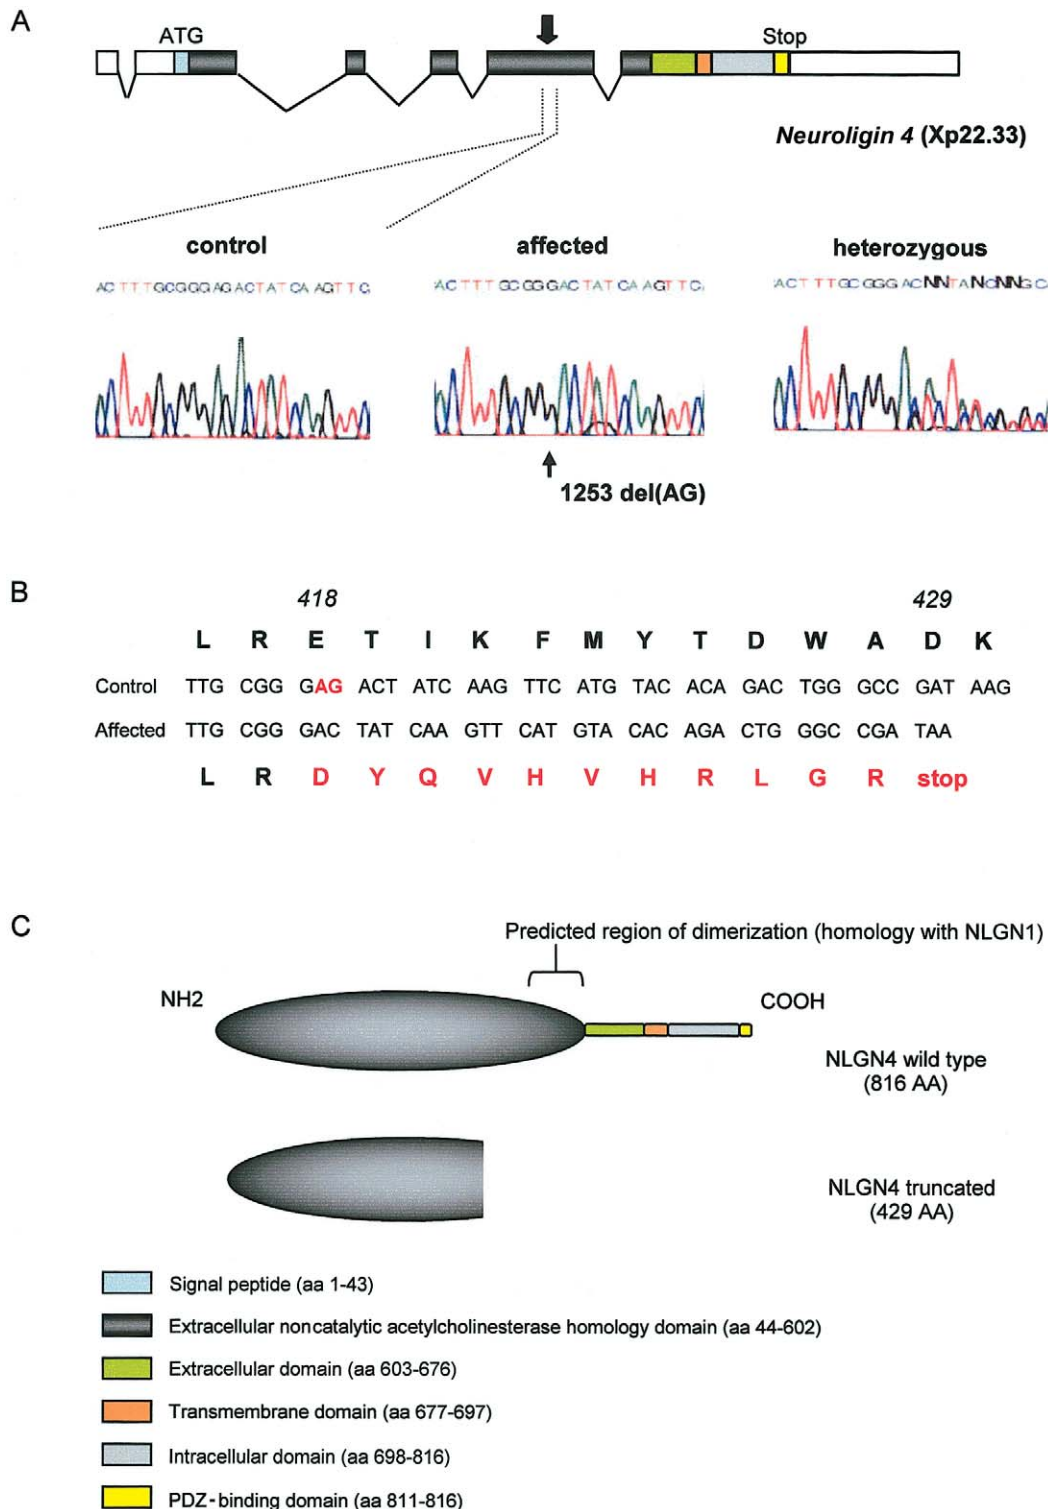 A
ATG
Stop
Neuroligin 4 (Xp22.33)
control
affected
heterozygous
ACTTTGCGGGAGACTATCAAGTTC
ACTTTGCGGGACTATCAAGTTC
ACTTTGCGGGACNNTANCNNGC
1253 del(AG)
B
418 429
L R E T I K F M Y T D W A D K
Control TTG CGG GAG ACT ATC AAG TTC ATG TAC ACA GAC TGG GCC GAT AAG
Affected TTG CGG GAC TAT CAA GTT CAT GTA CAC AGA CTG GGC CGA TAA
L R D Y Q V H V H R L G R stop
C
Predicted region of dimerization (homology with NLGN1)
NH2
COOH
NLGN4 wild type
(816 AA)
NLGN4 truncated
(429 AA)
Signal peptide (aa 1-43)
Extracellular noncatalytic acetylcholinesterase homology domain (aa 44-602)
Extracellular domain (aa 603-676)
Transmembrane domain (aa 677-697)
Intracellular domain (aa 698-816)
PDZ-binding domain (aa 811-816)